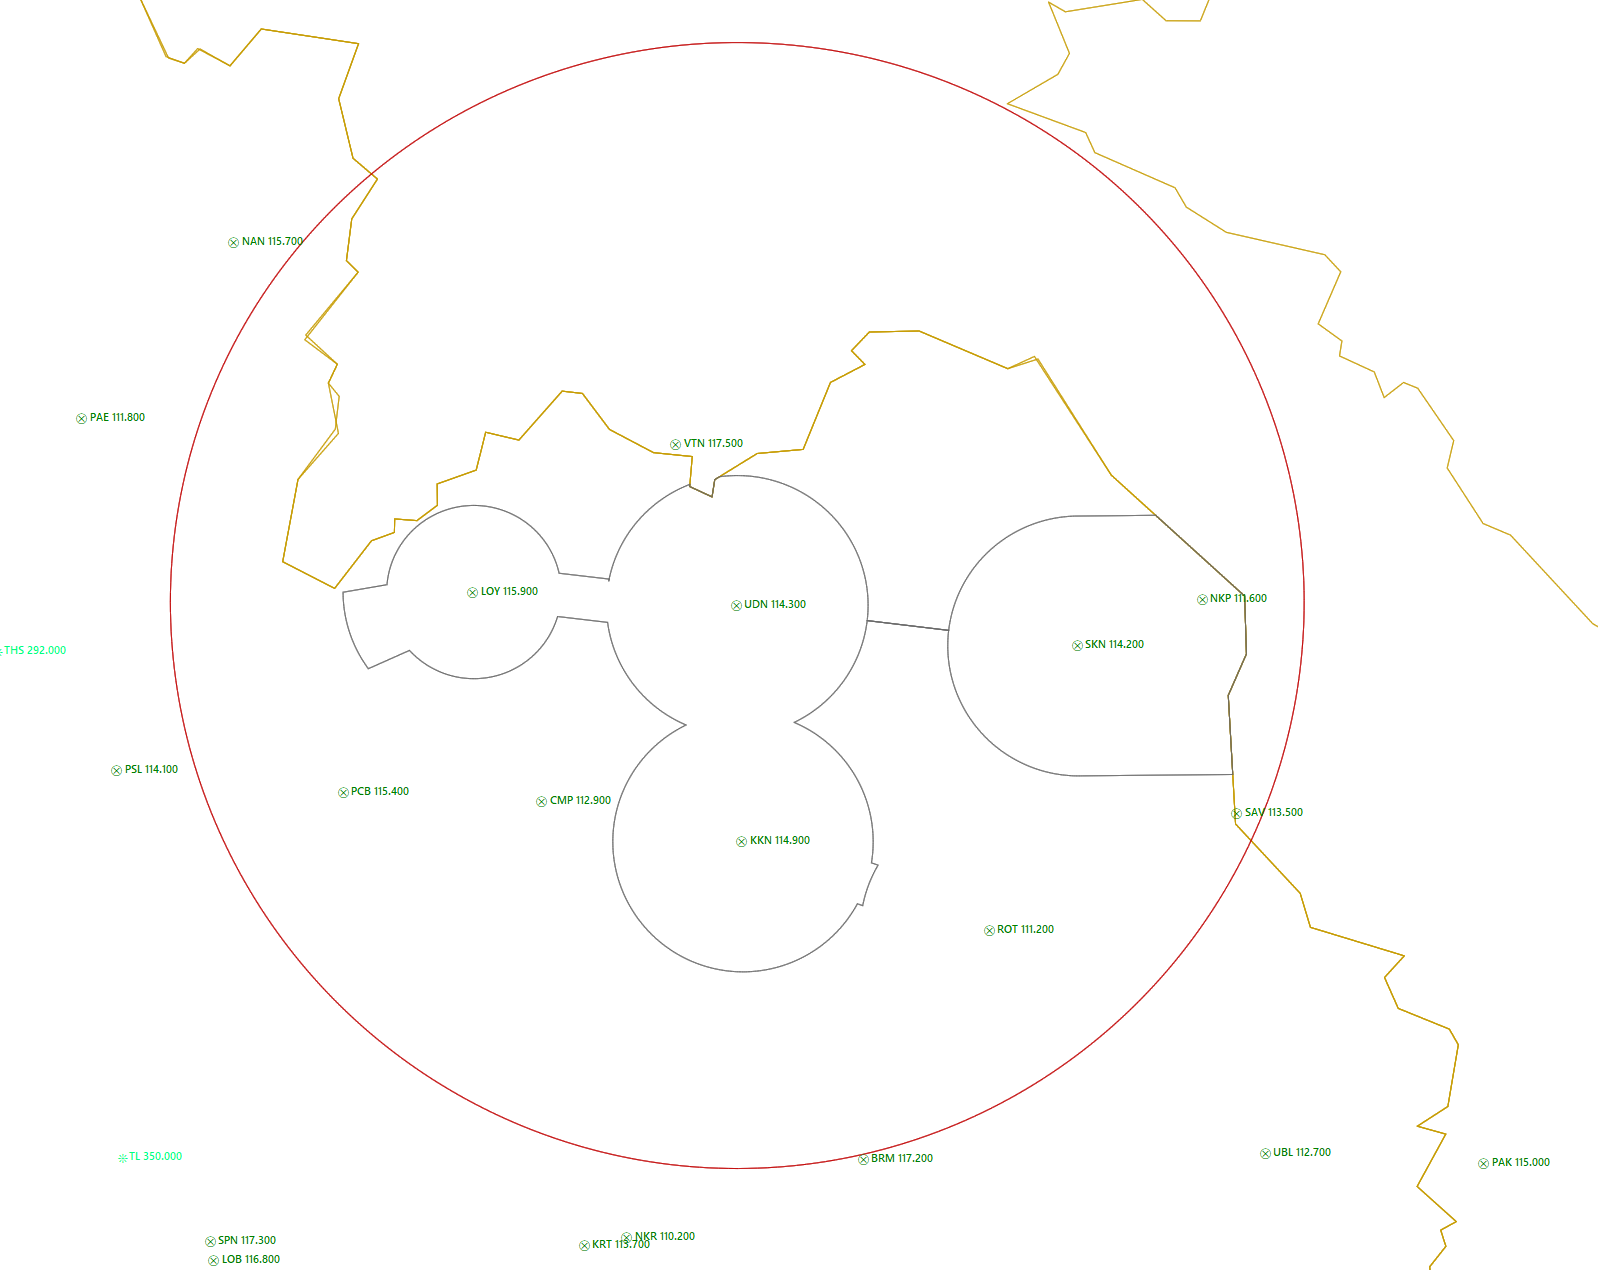 NAN 115.700
PAE 111.800
VTN 117.500
LOY 115.900
UDN 114.300
NKP 111.600
SKN 114.200
THS 292.000
PSL 114.100
PCB 115.400
CMP 112.900
SAV 113.500
KKN 114.900
ROT 111.200
TL 350.000
BRM 117.200
UBL 112.700
PAK 115.000
SPN 117.300
NKR 110.200
KRT 113.700
LOB 116.800